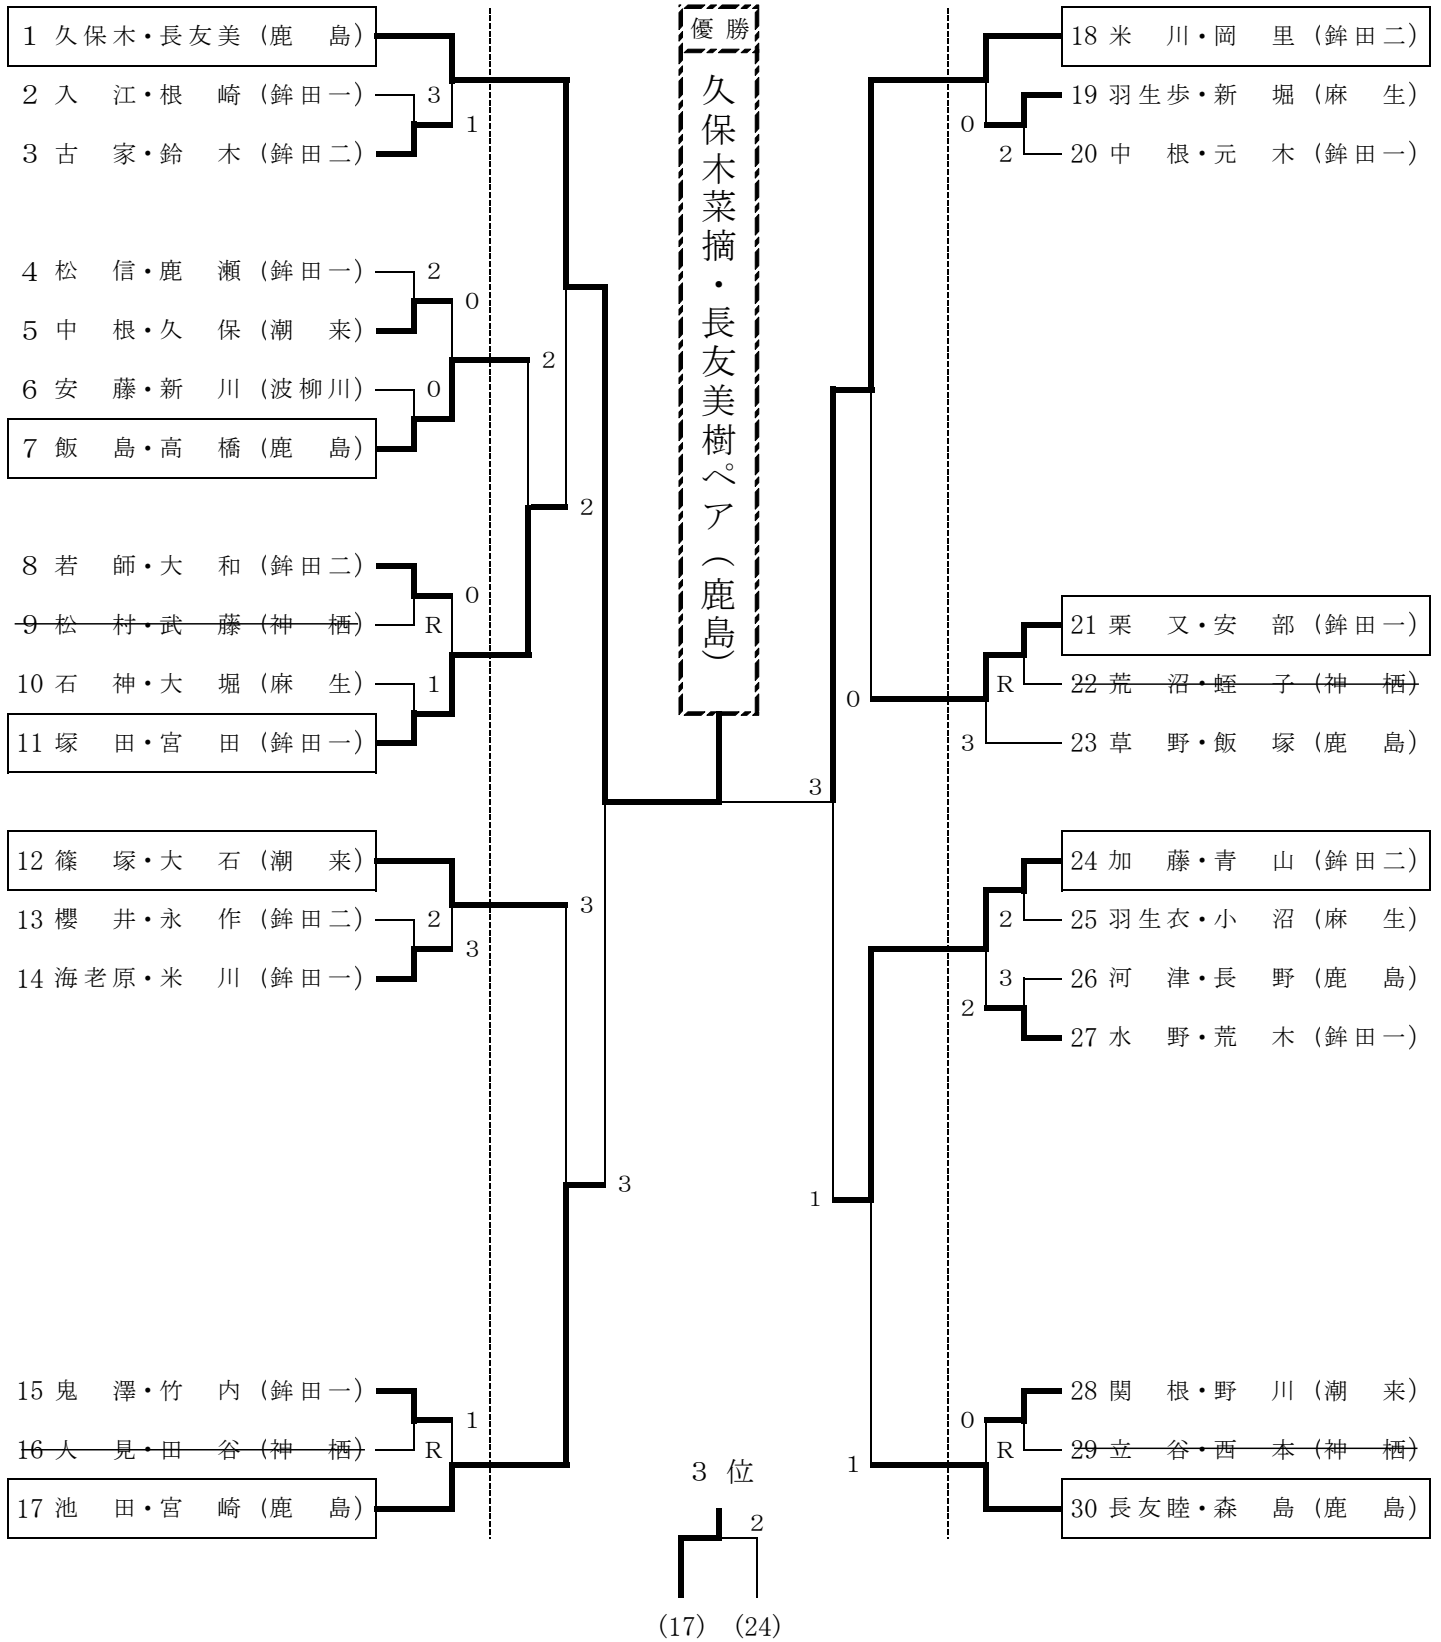 1 久保木・長友美 (鹿 島)
2 入 江・根 崎 (鉾田一)
3 古 家・鈴 木 (鉾田二)
3
1
4 松 信・鹿 瀬 (鉾田一)
5 中 根・久 保 (潮 来)
6 安 藤・新 川 (波柳川)
7 飯 島・高 橋 (鹿 島)
2
0
0
2
8 若 師・大 和 (鉾田二)
9 松 村・武 藤 (神 栖)
10 石 神・大 堀 (麻 生)
11 塚 田・宮 田 (鉾田一)
0
R
1
2
12 篠 塚・大 石 (潮 来)
13 櫻 井・永 作 (鉾田二)
14 海老原・米 川 (鉾田一)
2
3
3
3
15 鬼 澤・竹 内 (鉾田一)
16 人 見・田 谷 (神 栖)
17 池 田・宮 崎 (鹿 島)
1
R
優 勝
久保木菜摘・長友美樹ペア(鹿島)
3
18 米 川・岡 里 (鉾田二)
19 羽生歩・新 堀 (麻 生)
20 中 根・元 木 (鉾田一)
0
2
21 栗 又・安 部 (鉾田一)
22 荒 沼・蛭 子 (神 栖)
23 草 野・飯 塚 (鹿 島)
0
R
3
24 加 藤・青 山 (鉾田二)
25 羽生衣・小 沼 (麻 生)
26 河 津・長 野 (鹿 島)
27 水 野・荒 木 (鉾田一)
2
3
2
1
28 関 根・野 川 (潮 来)
29 立 谷・西 本 (神 栖)
30 長友睦・森 島 (鹿 島)
0
R
1
3 位
2
(17) (24)